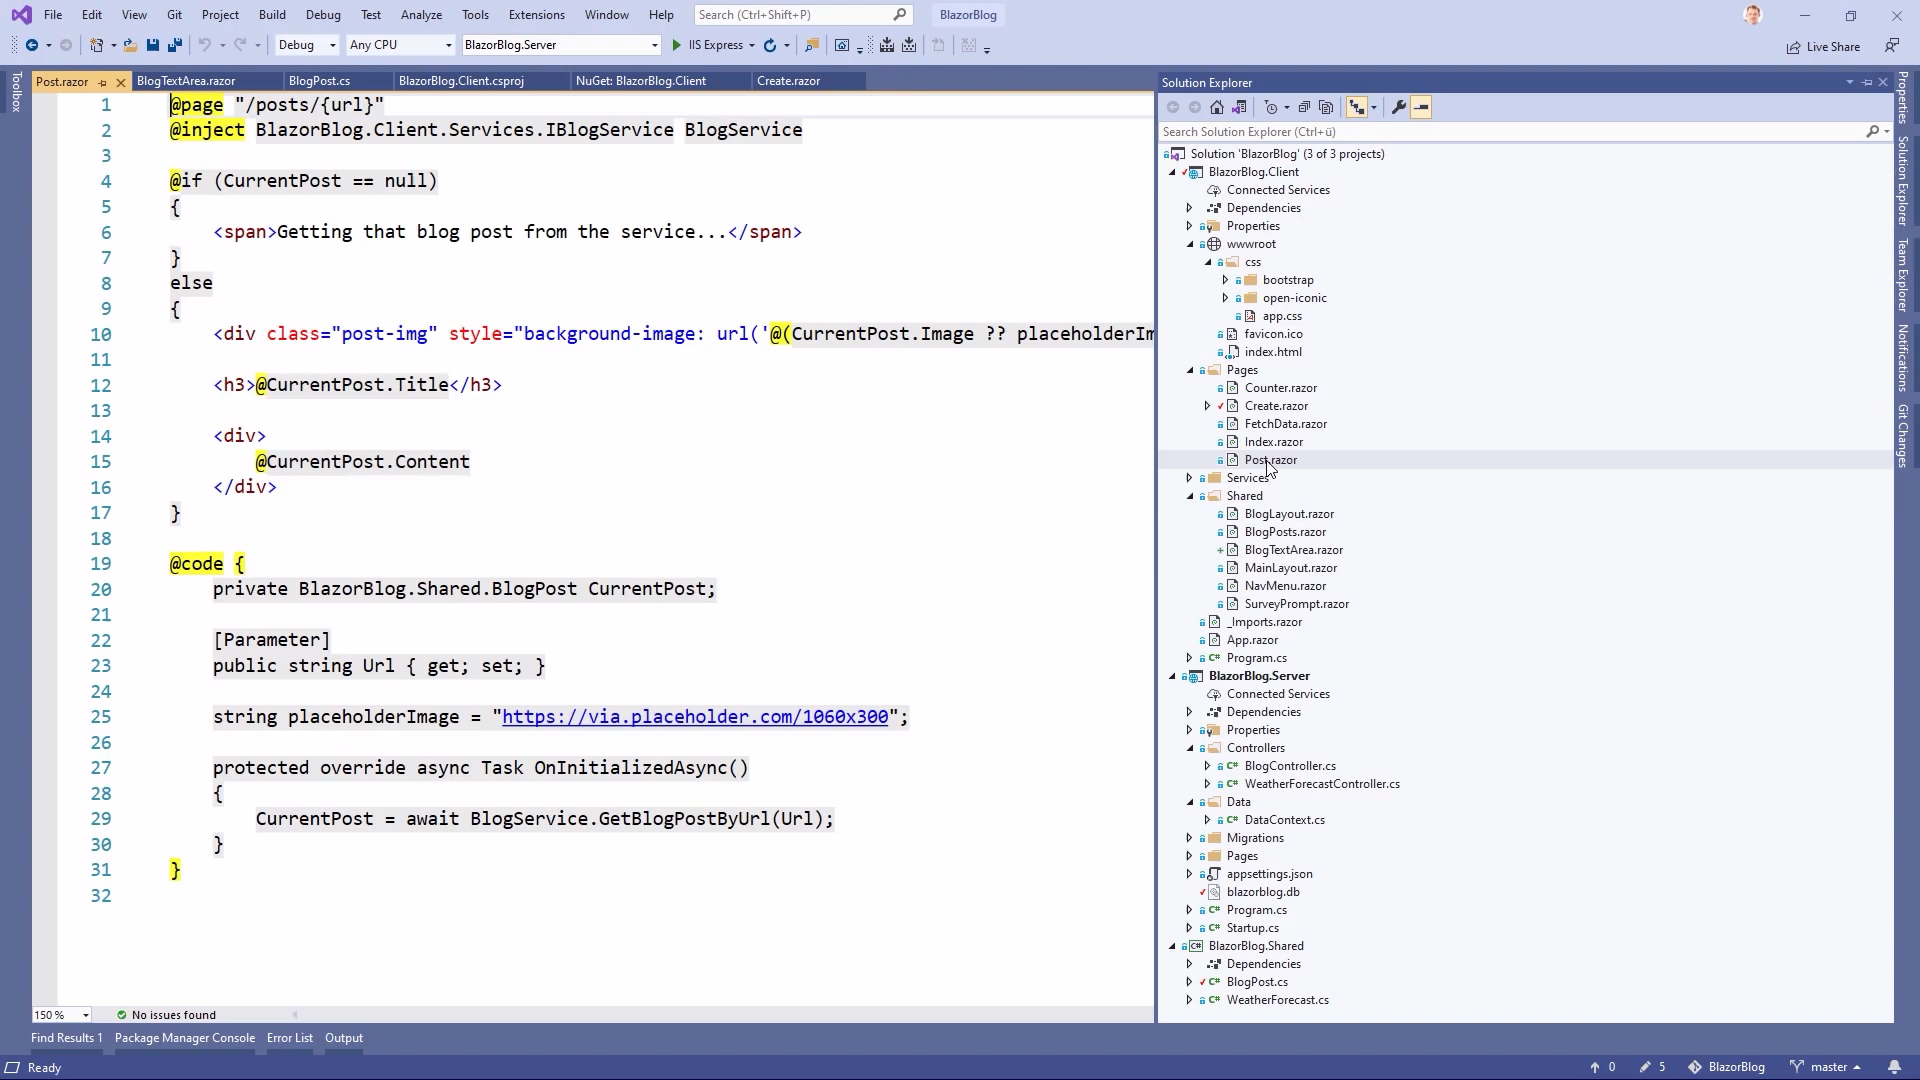 File Edit View Git Project Build Debug Test Analyze Tools Extensions Window Help Search (Ctrl+Shift+P) BlazorBlog
Debug Any CPU BlazorBlog.Server IIS Express Live Share
Toolbox
Post.razor BlogTextArea.razor BlogPost.cs BlazorBlog.Client.csproj NuGet: BlazorBlog.Client Create.razor
1 @page "/posts/{url}"
2 @inject BlazorBlog.Client.Services.IBlogService BlogService
3
4 @if (CurrentPost == null)
5 {
6 <span>Getting that blog post from the service...</span>
7 }
8 else
9 {
10 <div class="post-img" style="background-image: url('@(CurrentPost.Image ?? placeholderIm
11
12 <h3>@CurrentPost.Title</h3>
13
14 <div>
15 @CurrentPost.Content
16 </div>
17 }
18
19 @code {
20 private BlazorBlog.Shared.BlogPost CurrentPost;
21
22 [Parameter]
23 public string Url { get; set; }
24
25 string placeholderImage = "https://via.placeholder.com/1060x300";
26
27 protected override async Task OnInitializedAsync()
28 {
29 CurrentPost = await BlogService.GetBlogPostByUrl(Url);
30 }
31 }
32
150 % No issues found
Solution Explorer
Search Solution Explorer (Ctrl+ü)
Solution 'BlazorBlog' (3 of 3 projects)
BlazorBlog.Client
Connected Services
Dependencies
Properties
wwwroot
css
bootstrap
open-iconic
app.css
favicon.ico
index.html
Pages
Counter.razor
Create.razor
FetchData.razor
Index.razor
Post.razor
Services
Shared
BlogLayout.razor
BlogPosts.razor
BlogTextArea.razor
MainLayout.razor
NavMenu.razor
SurveyPrompt.razor
_Imports.razor
App.razor
Program.cs
BlazorBlog.Server
Connected Services
Dependencies
Properties
Controllers
BlogController.cs
WeatherForecastController.cs
Data
DataContext.cs
Migrations
Pages
appsettings.json
blazorblog.db
Program.cs
Startup.cs
BlazorBlog.Shared
Dependencies
BlogPost.cs
WeatherForecast.cs
Properties
Solution Explorer
Team Explorer
Notifications
Git Changes
Find Results 1 Package Manager Console Error List Output
Ready 0 5 BlazorBlog master